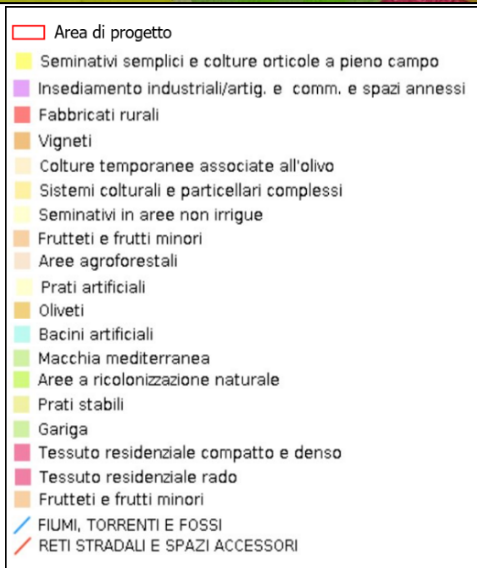 Area di progetto
Seminativi semplici e colture orticole a pieno campo
Insediamento industriali/artig. e comm. e spazi annessi
Fabbricati rurali
Vigneti
Colture temporanee associate all'olivo
Sistemi colturali e particellari complessi
Seminativi in aree non irrigue
Frutteti e frutti minori
Aree agroforestali
Prati artificiali
Oliveti
Bacini artificiali
Macchia mediterranea
Aree a ricolonizzazione naturale
Prati stabili
Gariga
Tessuto residenziale compatto e denso
Tessuto residenziale rado
Frutteti e frutti minori
FIUMI, TORRENTI E FOSSI
RETI STRADALI E SPAZI ACCESSORI